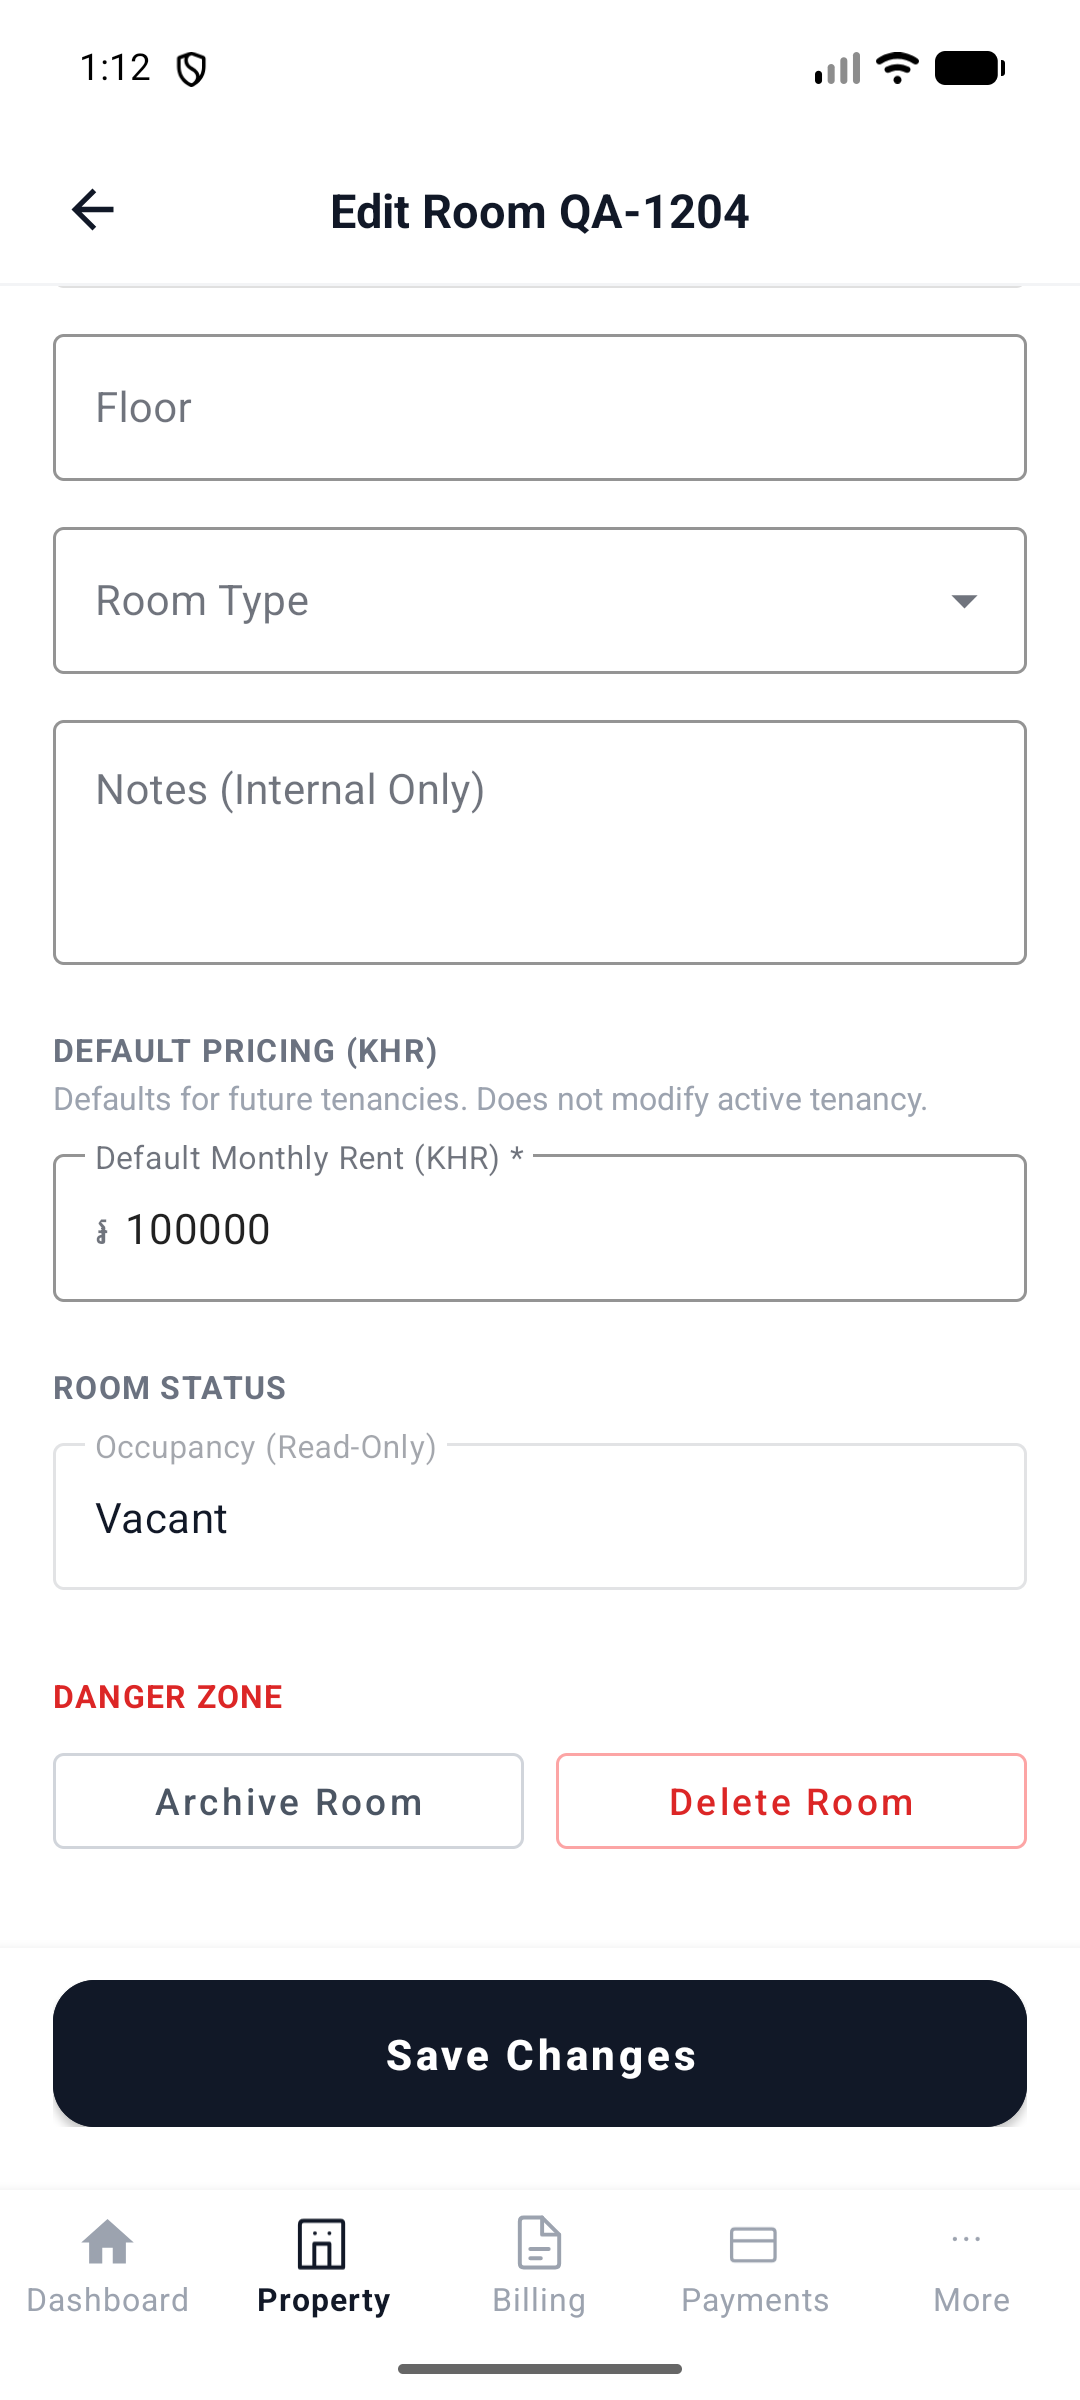 1:12
Edit Room QA-1204
Floor
Room Type
Notes (Internal Only)
DEFAULT PRICING (KHR)
Defaults for future tenancies. Does not modify active tenancy.
Default Monthly Rent (KHR) *
៛ 100000
ROOM STATUS
Occupancy (Read-Only)
Vacant
DANGER ZONE
Archive Room
Delete Room
Save Changes
Dashboard
Property
Billing
Payments
More